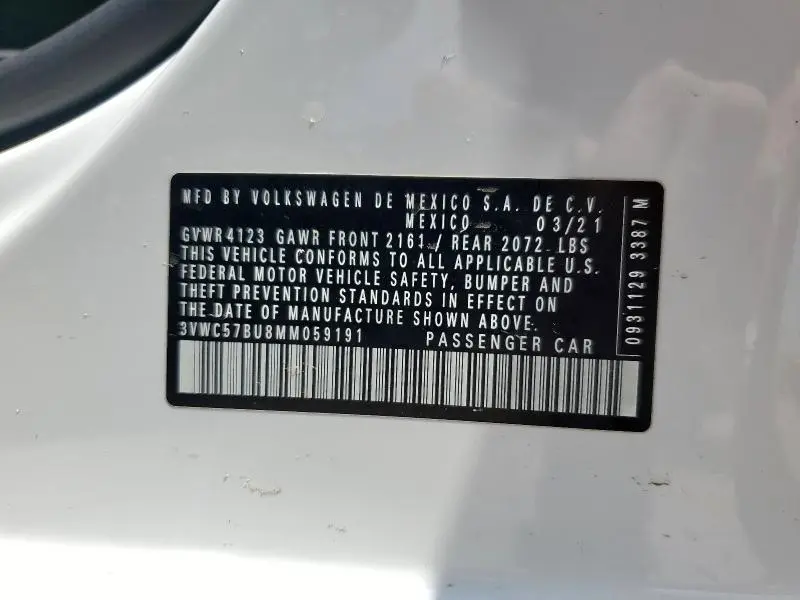 MFD BY VOLKSWAGEN DE MEXICO S.A. DE C.V.
MEXICO 03/21
GVWR 4123 GAWR FRONT 2161 / REAR 2072 LBS
THIS VEHICLE CONFORMS TO ALL APPLICABLE U.S.
FEDERAL MOTOR VEHICLE SAFETY, BUMPER AND
THEFT PREVENTION STANDARDS IN EFFECT ON
THE DATE OF MANUFACTURE SHOWN ABOVE.
3VWC57BU8MM059191 PASSENGER CAR
0931129 3387 M